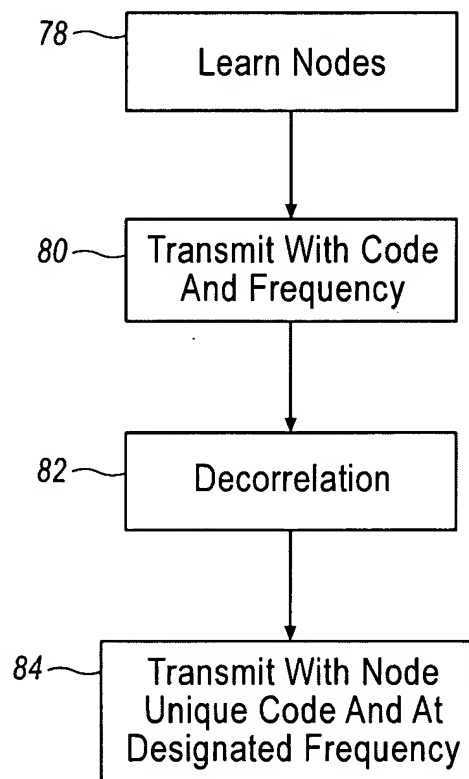 78
Learn Nodes
80
Transmit With Code
And Frequency
82
Decorrelation
84
Transmit With Node
Unique Code And At
Designated Frequency